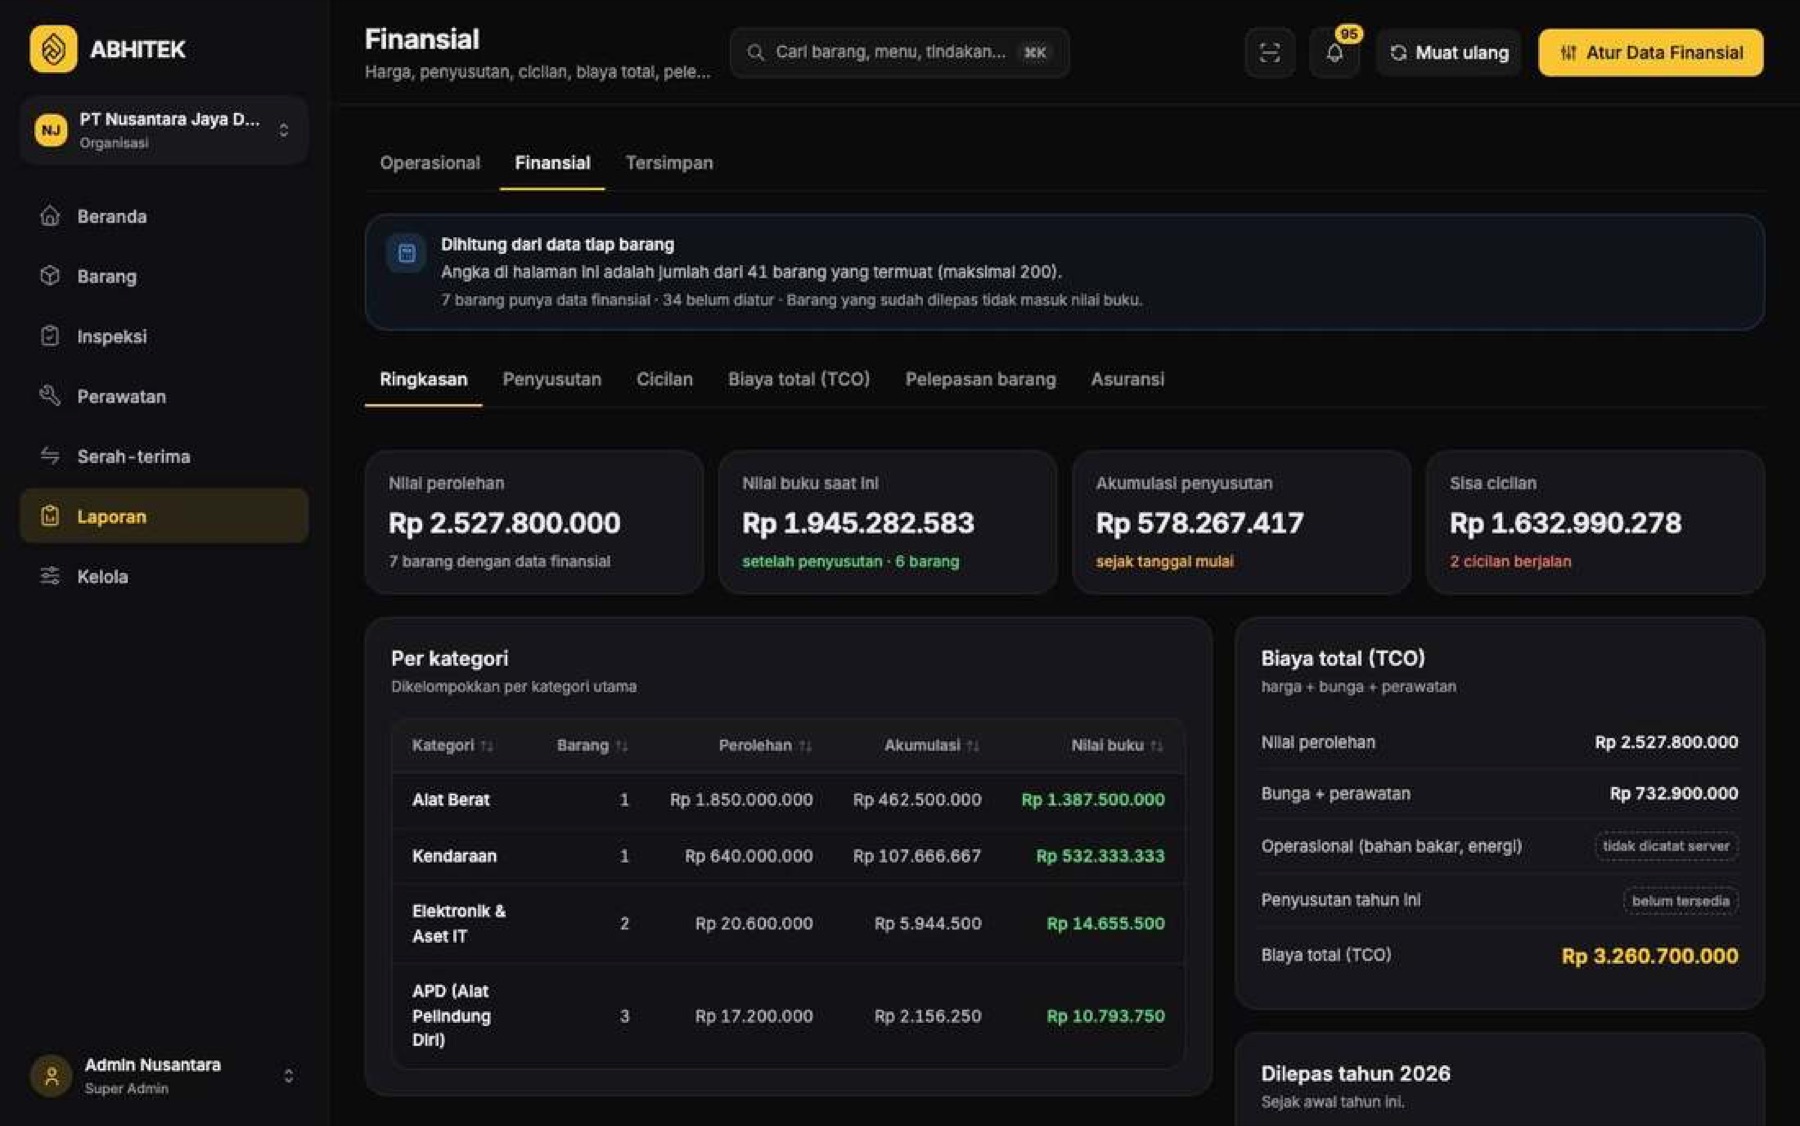 ABHITEK
PT Nusantara Jaya D...
Organisasi
NJ
Beranda
Barang
Inspeksi
Perawatan
Serah-terima
Laporan
Kelola
Admin Nusantara
Super Admin
Finansial
Harga, penyusutan, cicilan, biaya total, pele...
Cari barang, menu, tindakan... ⌘K
95
Muat ulang
Atur Data Finansial
Operasional Finansial Tersimpan
Dihitung dari data tiap barang
Angka di halaman ini adalah jumlah dari 41 barang yang termuat (maksimal 200).
7 barang punya data finansial · 34 belum diatur · Barang yang sudah dilepas tidak masuk nilai buku.
Ringkasan Penyusutan Cicilan Biaya total (TCO) Pelepasan barang Asuransi
Nilai perolehan
Rp 2.527.800.000
7 barang dengan data finansial
Nilai buku saat ini
Rp 1.945.282.583
setelah penyusutan · 6 barang
Akumulasi penyusutan
Rp 578.267.417
sejak tanggal mulai
Sisa cicilan
Rp 1.632.990.278
2 cicilan berjalan
Per kategori
Dikelompokkan per kategori utama
Kategori ↑↓ Barang ↑↓ Perolehan ↑↓ Akumulasi ↑↓ Nilai buku ↑↓
Alat Berat 1 Rp 1.850.000.000 Rp 462.500.000 Rp 1.387.500.000
Kendaraan 1 Rp 640.000.000 Rp 107.666.667 Rp 532.333.333
Elektronik &
Aset IT 2 Rp 20.600.000 Rp 5.944.500 Rp 14.655.500
APD (Alat
Pelindung
Diri) 3 Rp 17.200.000 Rp 2.156.250 Rp 10.793.750
Biaya total (TCO)
harga + bunga + perawatan
Nilai perolehan Rp 2.527.800.000
Bunga + perawatan Rp 732.900.000
Operasional (bahan bakar, energi) tidak dicatat server
Penyusutan tahun ini belum tersedia
Biaya total (TCO) Rp 3.260.700.000
Dilepas tahun 2026
Sejak awal tahun ini.